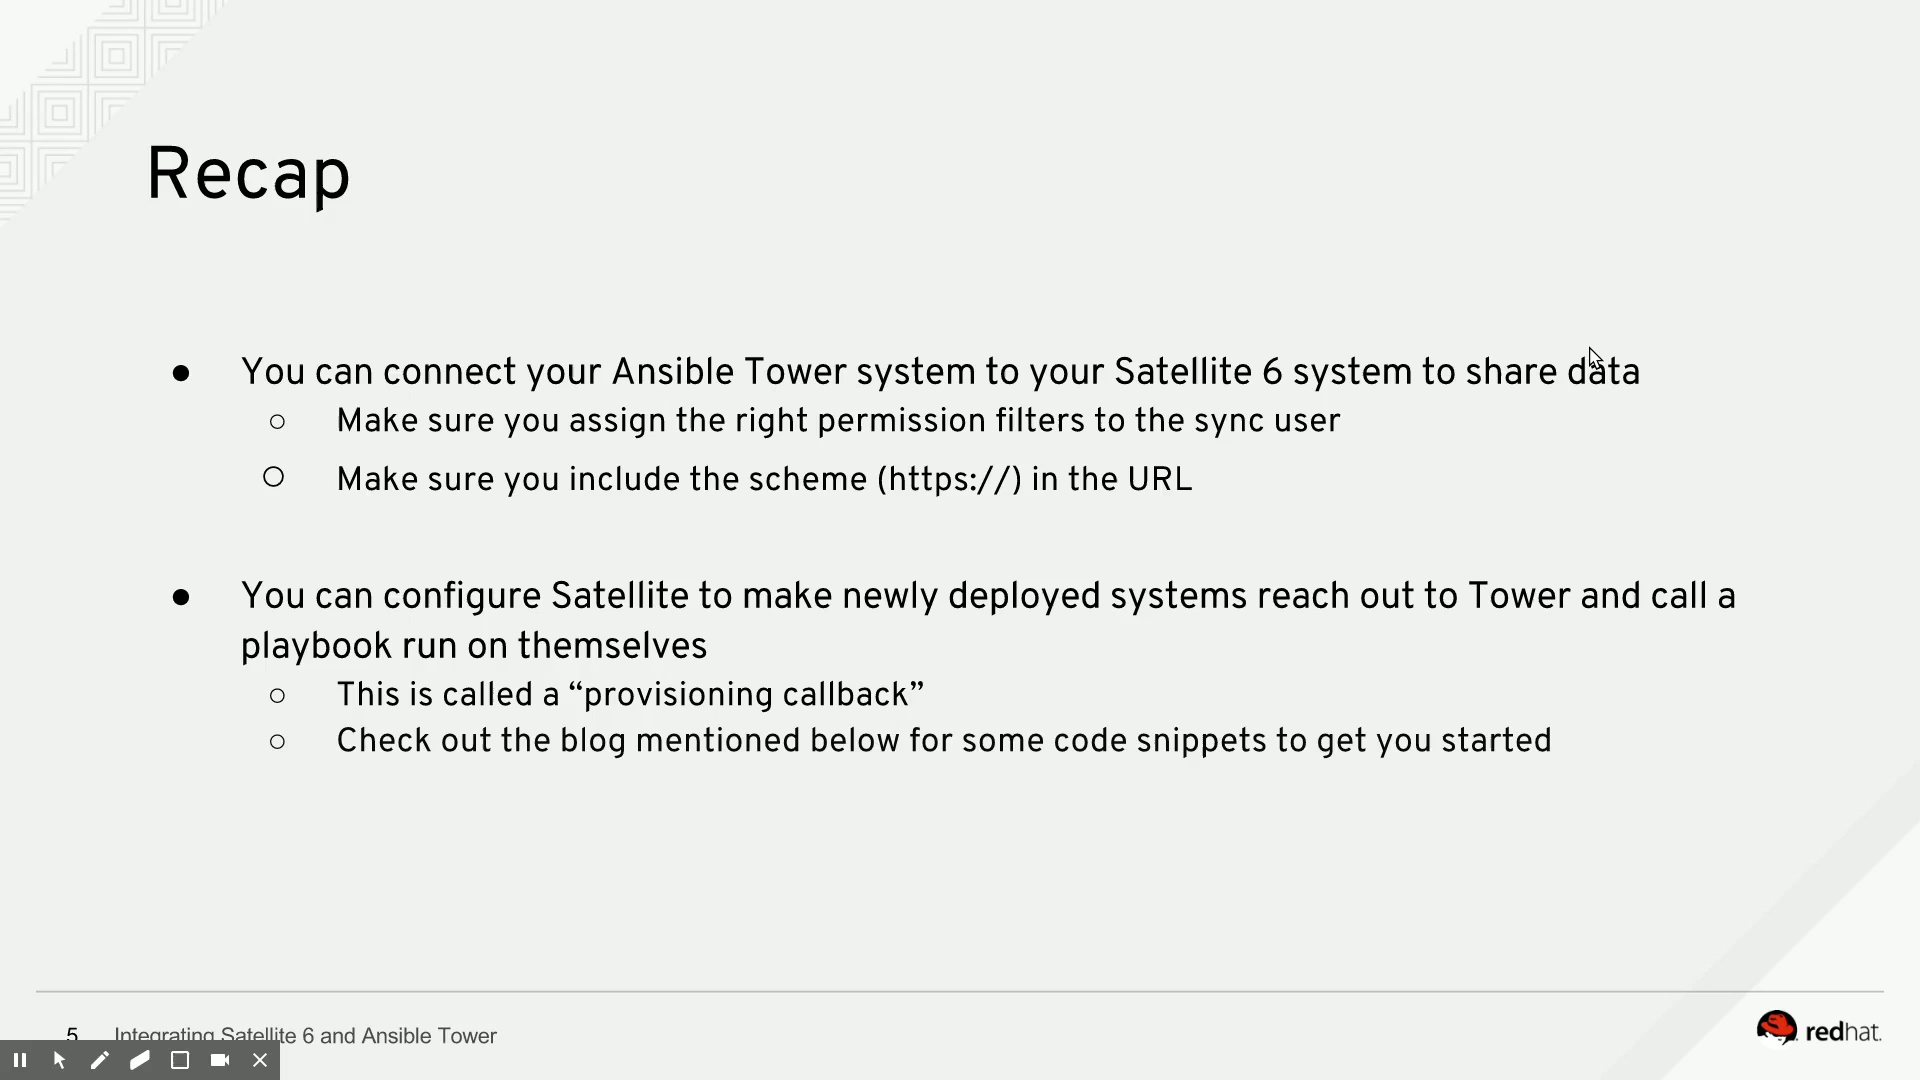 Recap
● You can connect your Ansible Tower system to your Satellite 6 system to share data
○ Make sure you assign the right permission filters to the sync user
○ Make sure you include the scheme (https://) in the URL
● You can configure Satellite to make newly deployed systems reach out to Tower and call a
playbook run on themselves
○ This is called a “provisioning callback”
○ Check out the blog mentioned below for some code snippets to get you started
5 Integrating Satellite 6 and Ansible Tower
redhat.